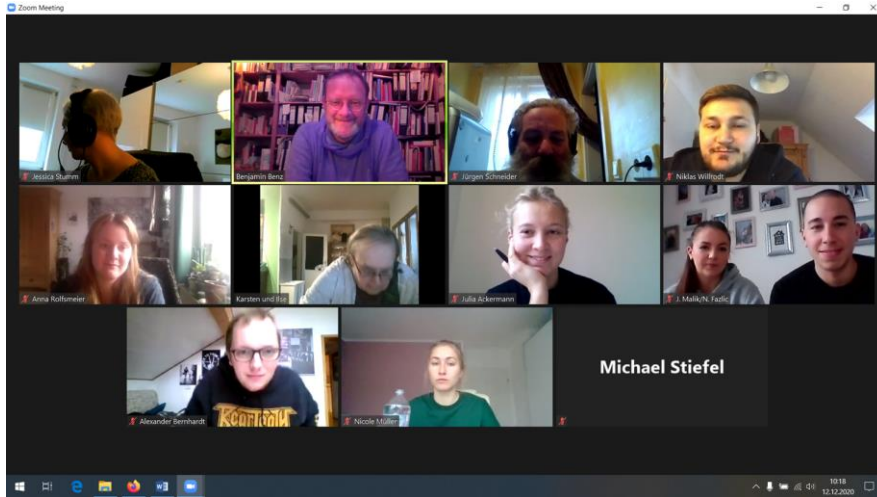 Zoom Meeting
Jessica Stumm
Benjamin Benz
Jürgen Schneider
Niklas Willrodt
Anna Rolfsmeier
Karsten und Ilse
Julia Ackermann
J. Malik/N. Fazlic
Alexander Bernhardt
Nicole Müller
Michael Stiefel
10:18
12.12.2020